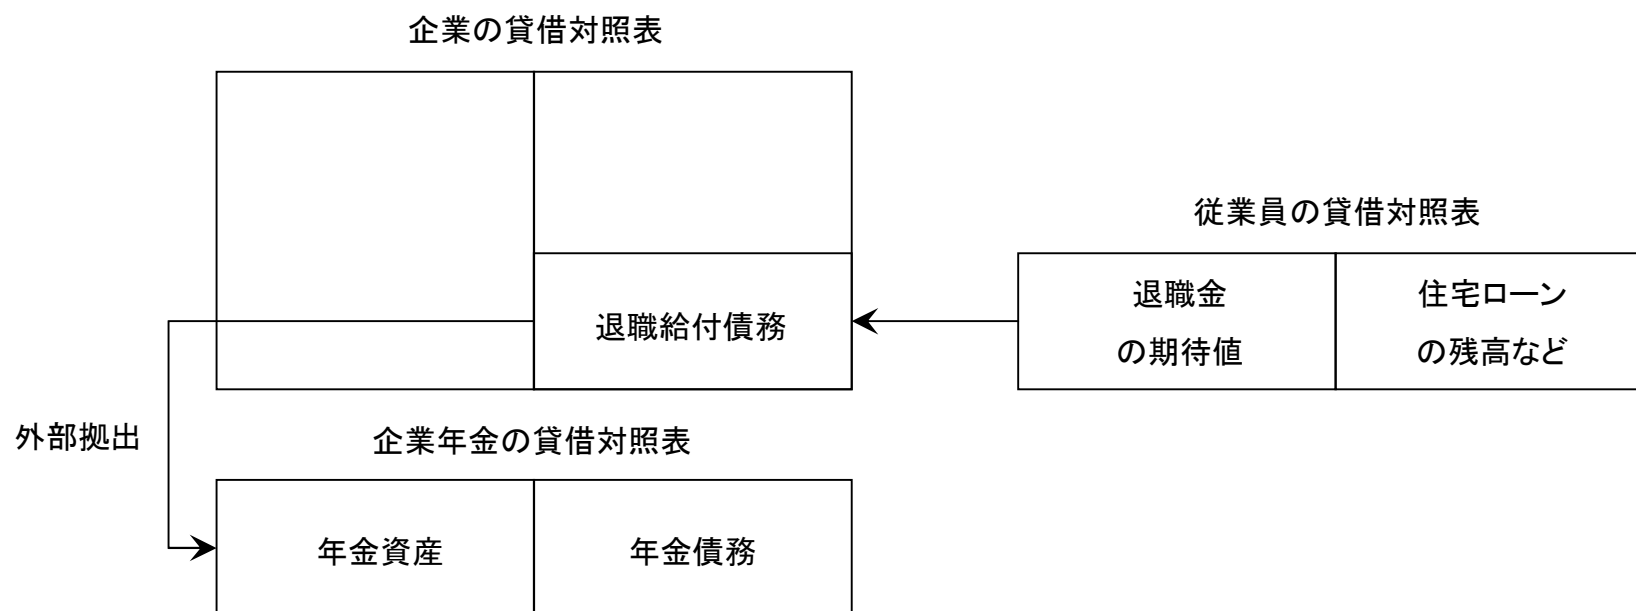 企業の貸借対照表
従業員の貸借対照表
退職金
の期待値
住宅ローン
の残高など
退職給付債務
外部拠出
企業年金の貸借対照表
年金資産
年金債務